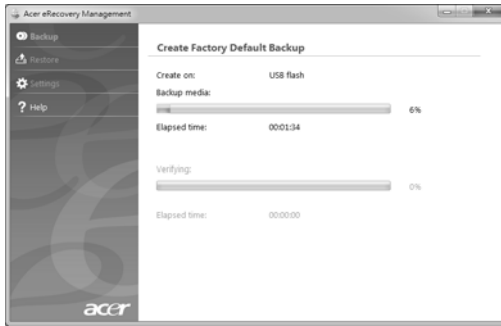 Acer eRecovery Management
Backup
Restore
Settings
? Help
Create Factory Default Backup
Create on: USB flash
Backup media:
6%
Elapsed time: 00:01:34
Verifying:
0%
Elapsed time: 00:00:00
acer